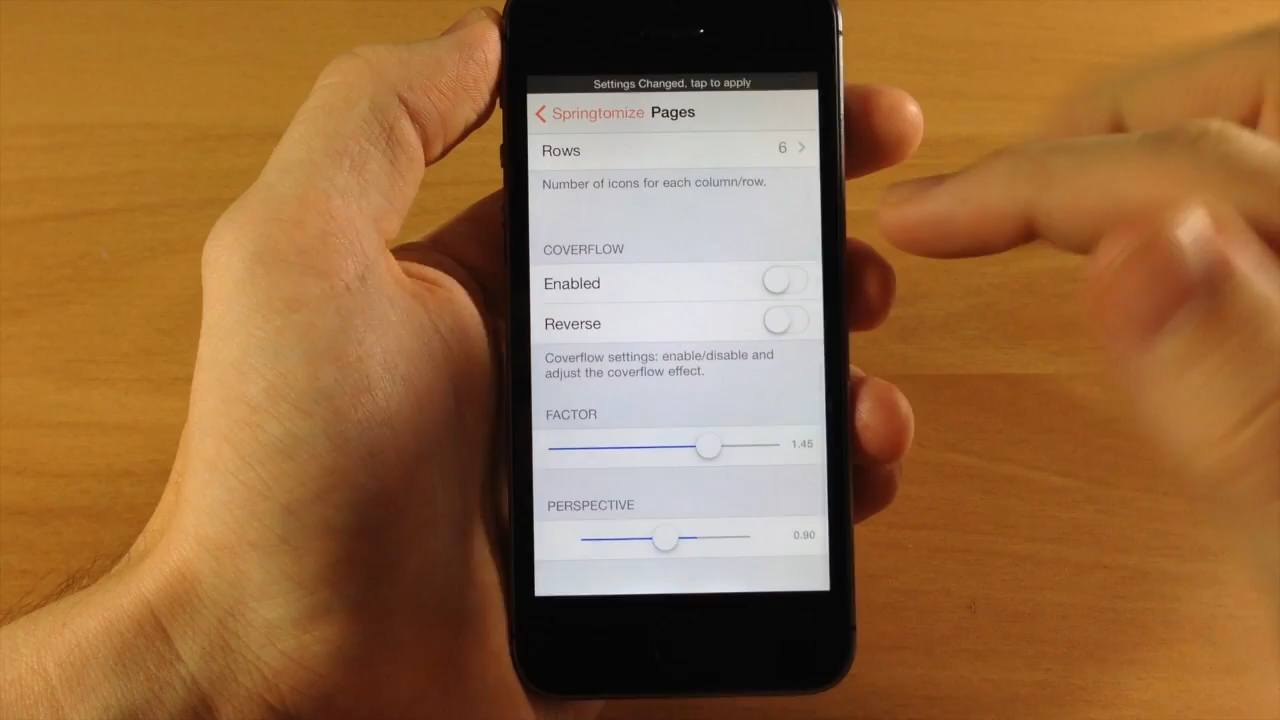 Settings Changed, tap to apply
Springtomize Pages
Rows 6
Number of icons for each column/row.
COVERFLOW
Enabled
Reverse
Coverflow settings: enable/disable and
adjust the coverflow effect.
FACTOR
1.45
PERSPECTIVE
0.90